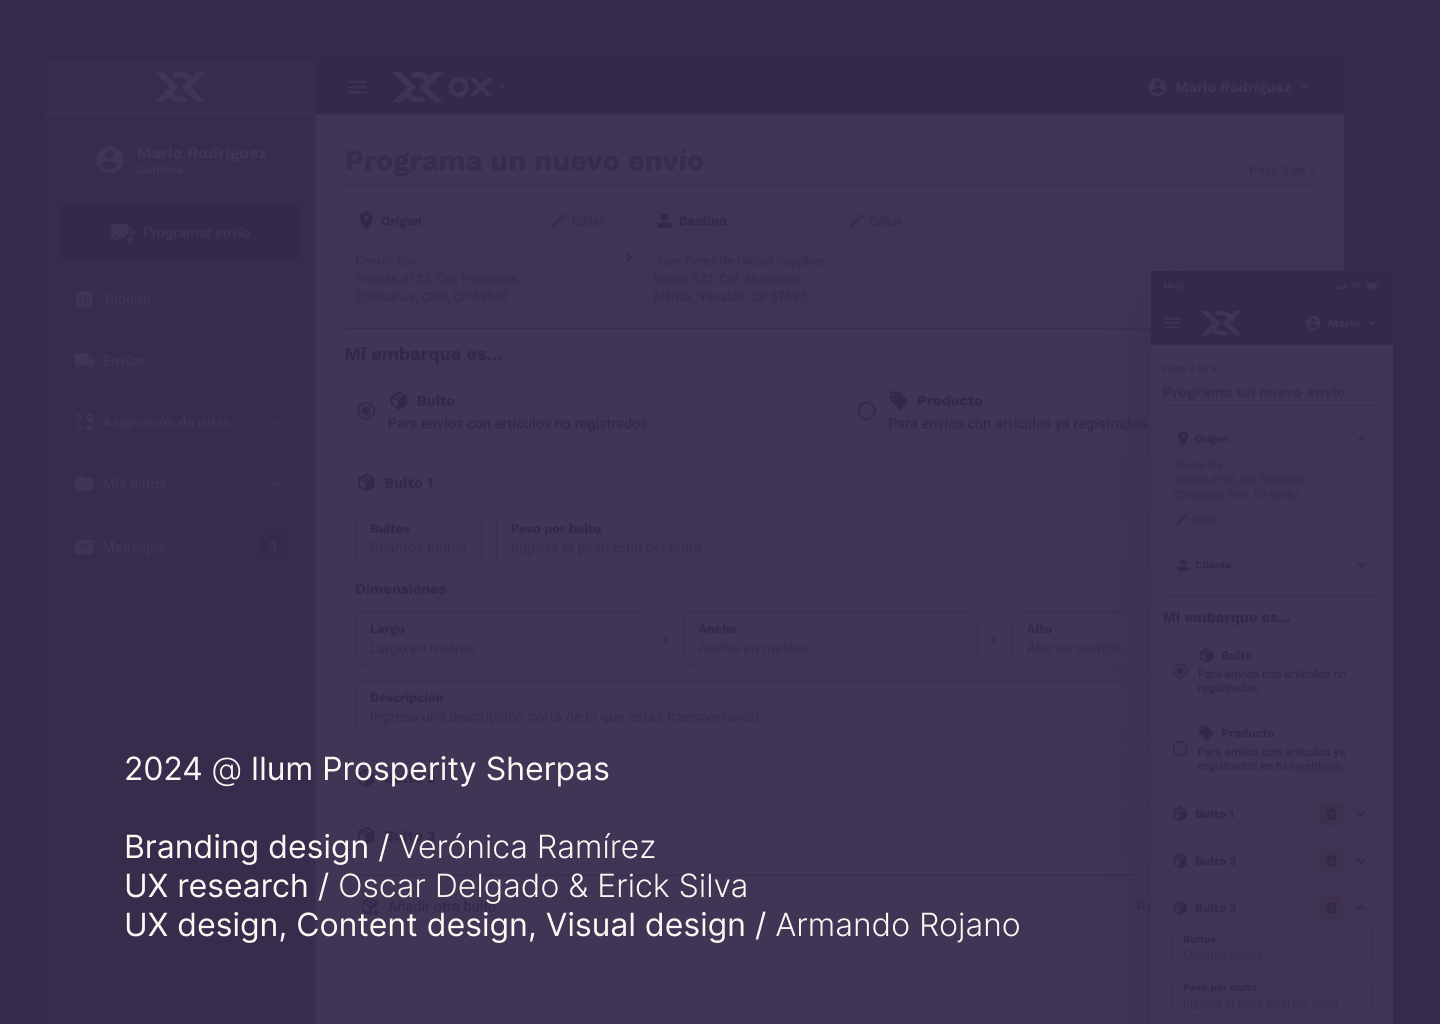 OX
Mario Rodríguez
Mario Rodríguez
Gamesa
Programar envío
Tablero
Envíos
Asignación de rutas
Mis datos
Mensajes
3
Programa un nuevo envío
Paso 3 de 5
Origen
Editar
Centro Sur
Pepitas #123, Col. Peñascos
Chihuahua, Chih, CP 48567
Destino
Editar
Juan Pérez de Global Supplies
Rocas #32, Col. Montañas
Mérida, Yucatán, CP 57687
Mi embarque es...
Bulto
Para envíos con artículos no registrados.
Producto
Para envíos con artículos ya registrados
Bulto 1
Bultos
Cuántos bultos
Peso por bulto
Ingresa el peso total del bulto
Dimensiones
Largo
Largo en metros
Ancho
Ancho en metros
Alto
Alto en metros
Descripción
Ingresa una descripción corta de lo que estás transportando.
Bulto 3
Añadir otro bulto
Re
Mario
Paso 3 de 5
Programa un nuevo envío
Origen
Centro Sur
Pepitas #123, Col. Peñascos
Chihuahua, Chih, CP 48567
Editar
Cliente
Mi embarque es...
Bulto
Para envíos con artículos no
registrados.
Producto
Para envíos con artículos ya
registrados en tu inventario.
Bulto 1
Bulto 2
Bulto 3
Bultos
Cuántos bultos
Peso por bulto
Ingresa el peso total del bulto
2024 @ Ilum Prosperity Sherpas
Branding design / Verónica Ramírez
UX research / Oscar Delgado & Erick Silva
UX design, Content design, Visual design / Armando Rojano